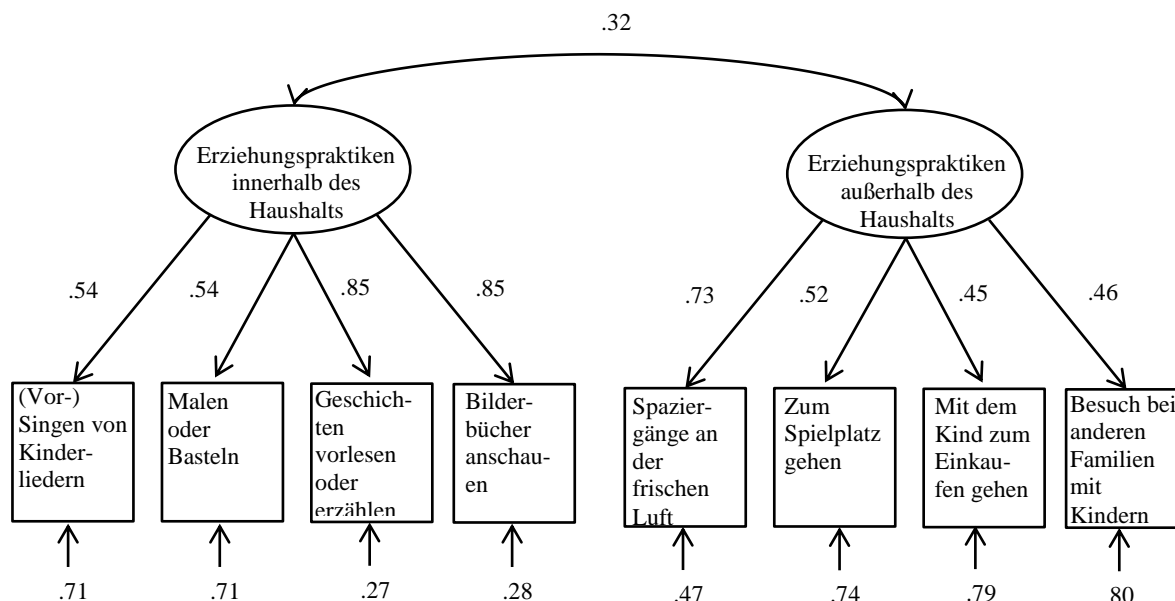 .32
Erziehungspraktiken
innerhalb des
Haushalts
Erziehungspraktiken
außerhalb des
Haushalts
.54
.54
.85
.85
.73
.52
.45
.46
(Vor-)
Singen von
Kinder-
liedern
Malen
oder
Basteln
Geschich-
ten
vorlesen
oder
erzählen
Bilder-
bücher
anschau-
en
Spazier-
gänge an
der
frischen
Luft
Zum
Spielplatz
gehen
Mit dem
Kind zum
Einkau-
fen gehen
Besuch bei
anderen
Familien
mit
Kindern
.71
.71
.27
.28
.47
.74
.79
.80